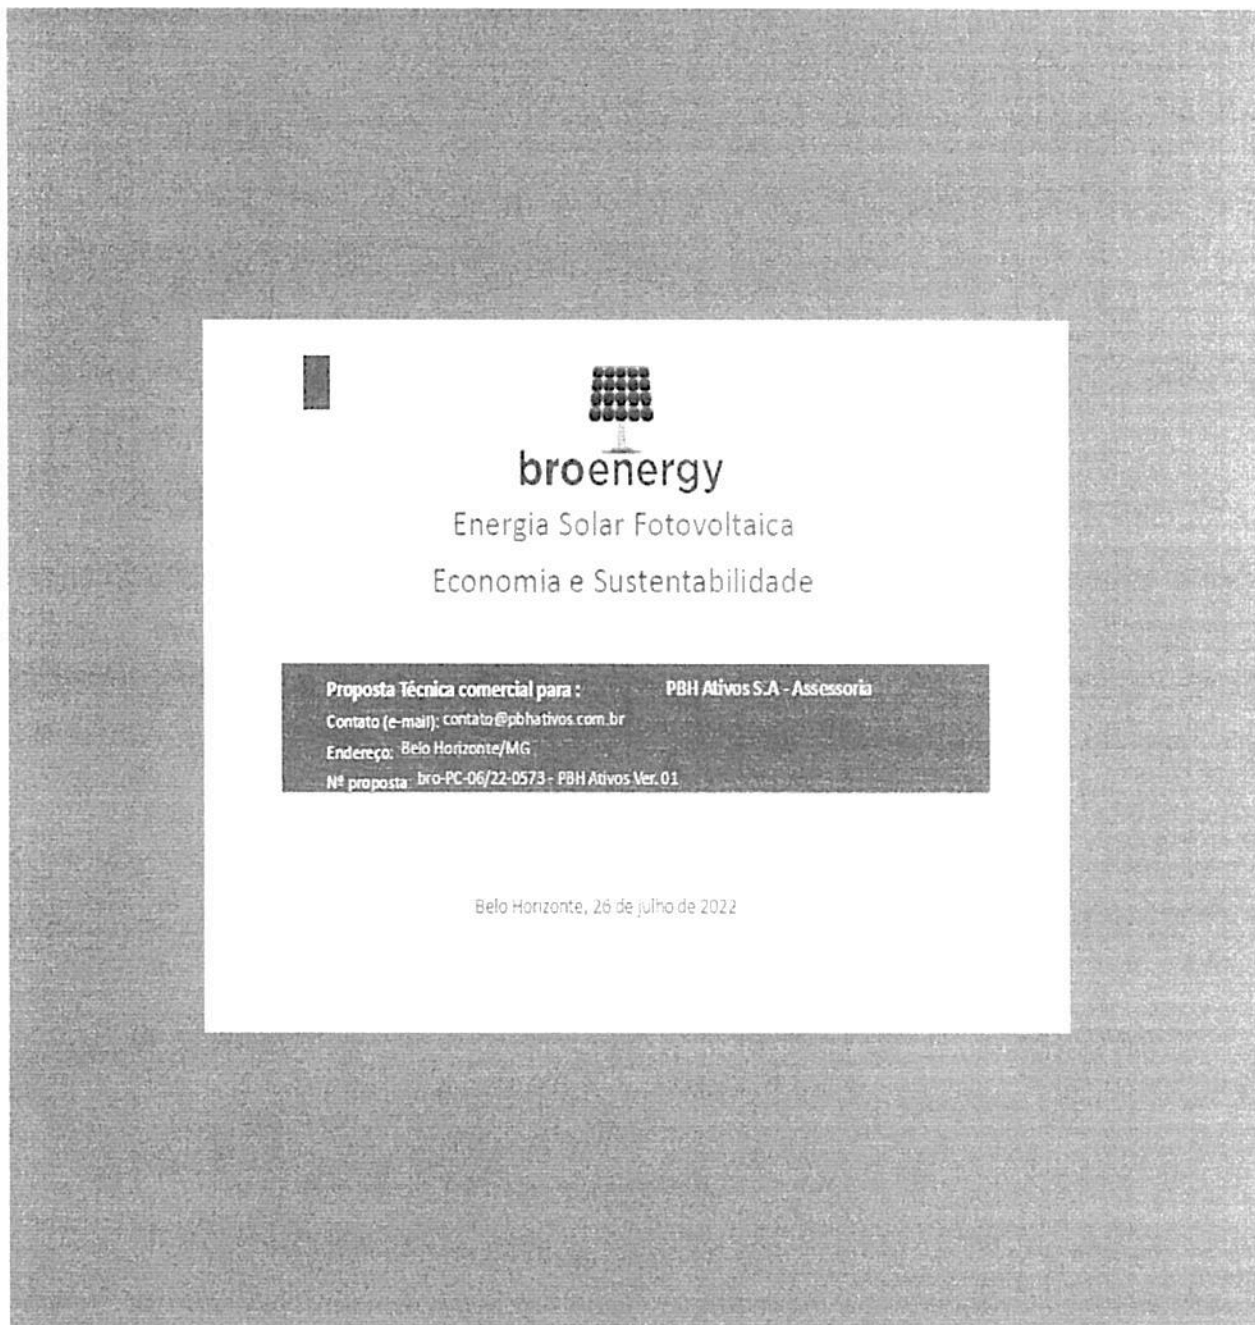 broenergy
Energia Solar Fotovoltaica
Economia e Sustentabilidade
Proposta Técnica comercial para : PBH Ativos S.A - Assessoria
Contato (e-mail): contato@pbhativos.com.br
Endereço: Belo Horizonte/MG
Nº proposta: bro-PC-06/22-0573 - PBH Ativos Ver. 01
Belo Horizonte, 26 de julho de 2022